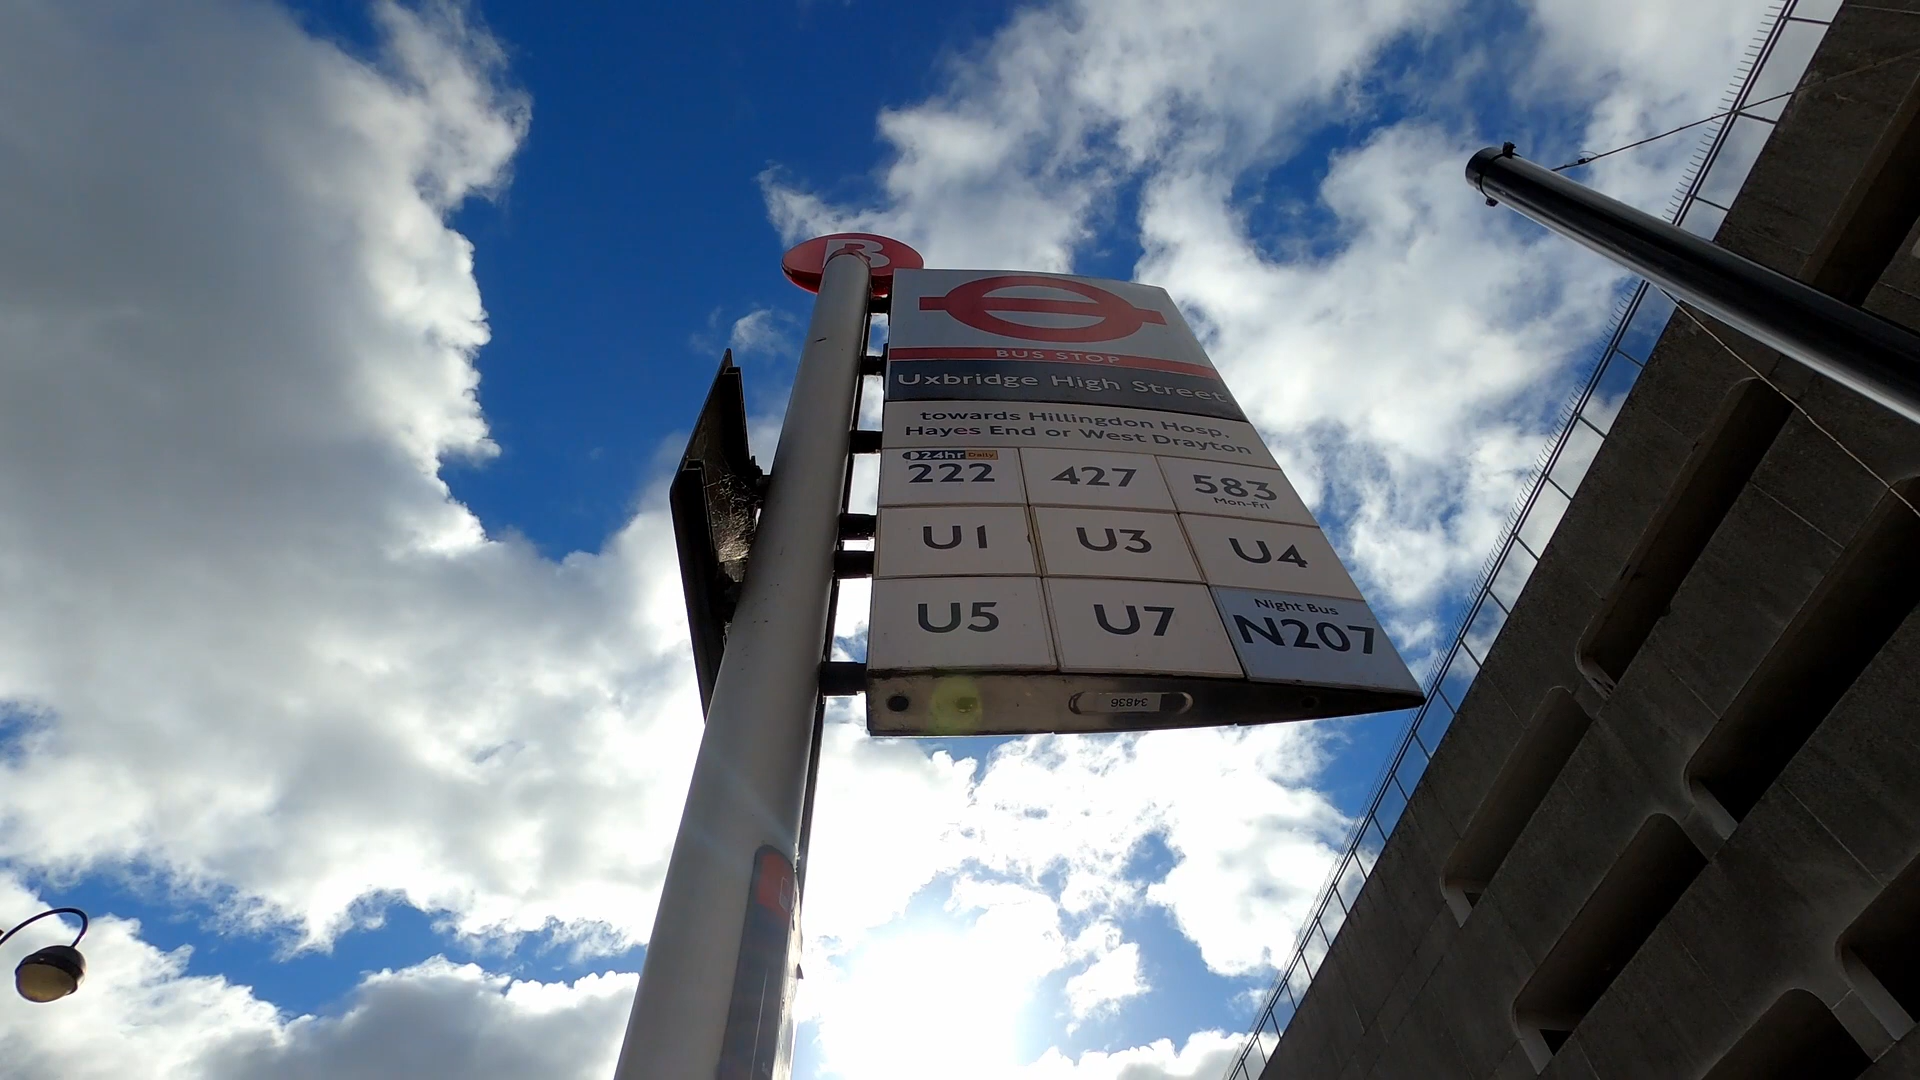 B
BUS STOP
Uxbridge High Street
towards Hillingdon Hosp,
Hayes End or West Drayton
24hr Daily
222
427
583
Mon-Fri
U1
U3
U4
U5
U7
Night Bus
N207
34836